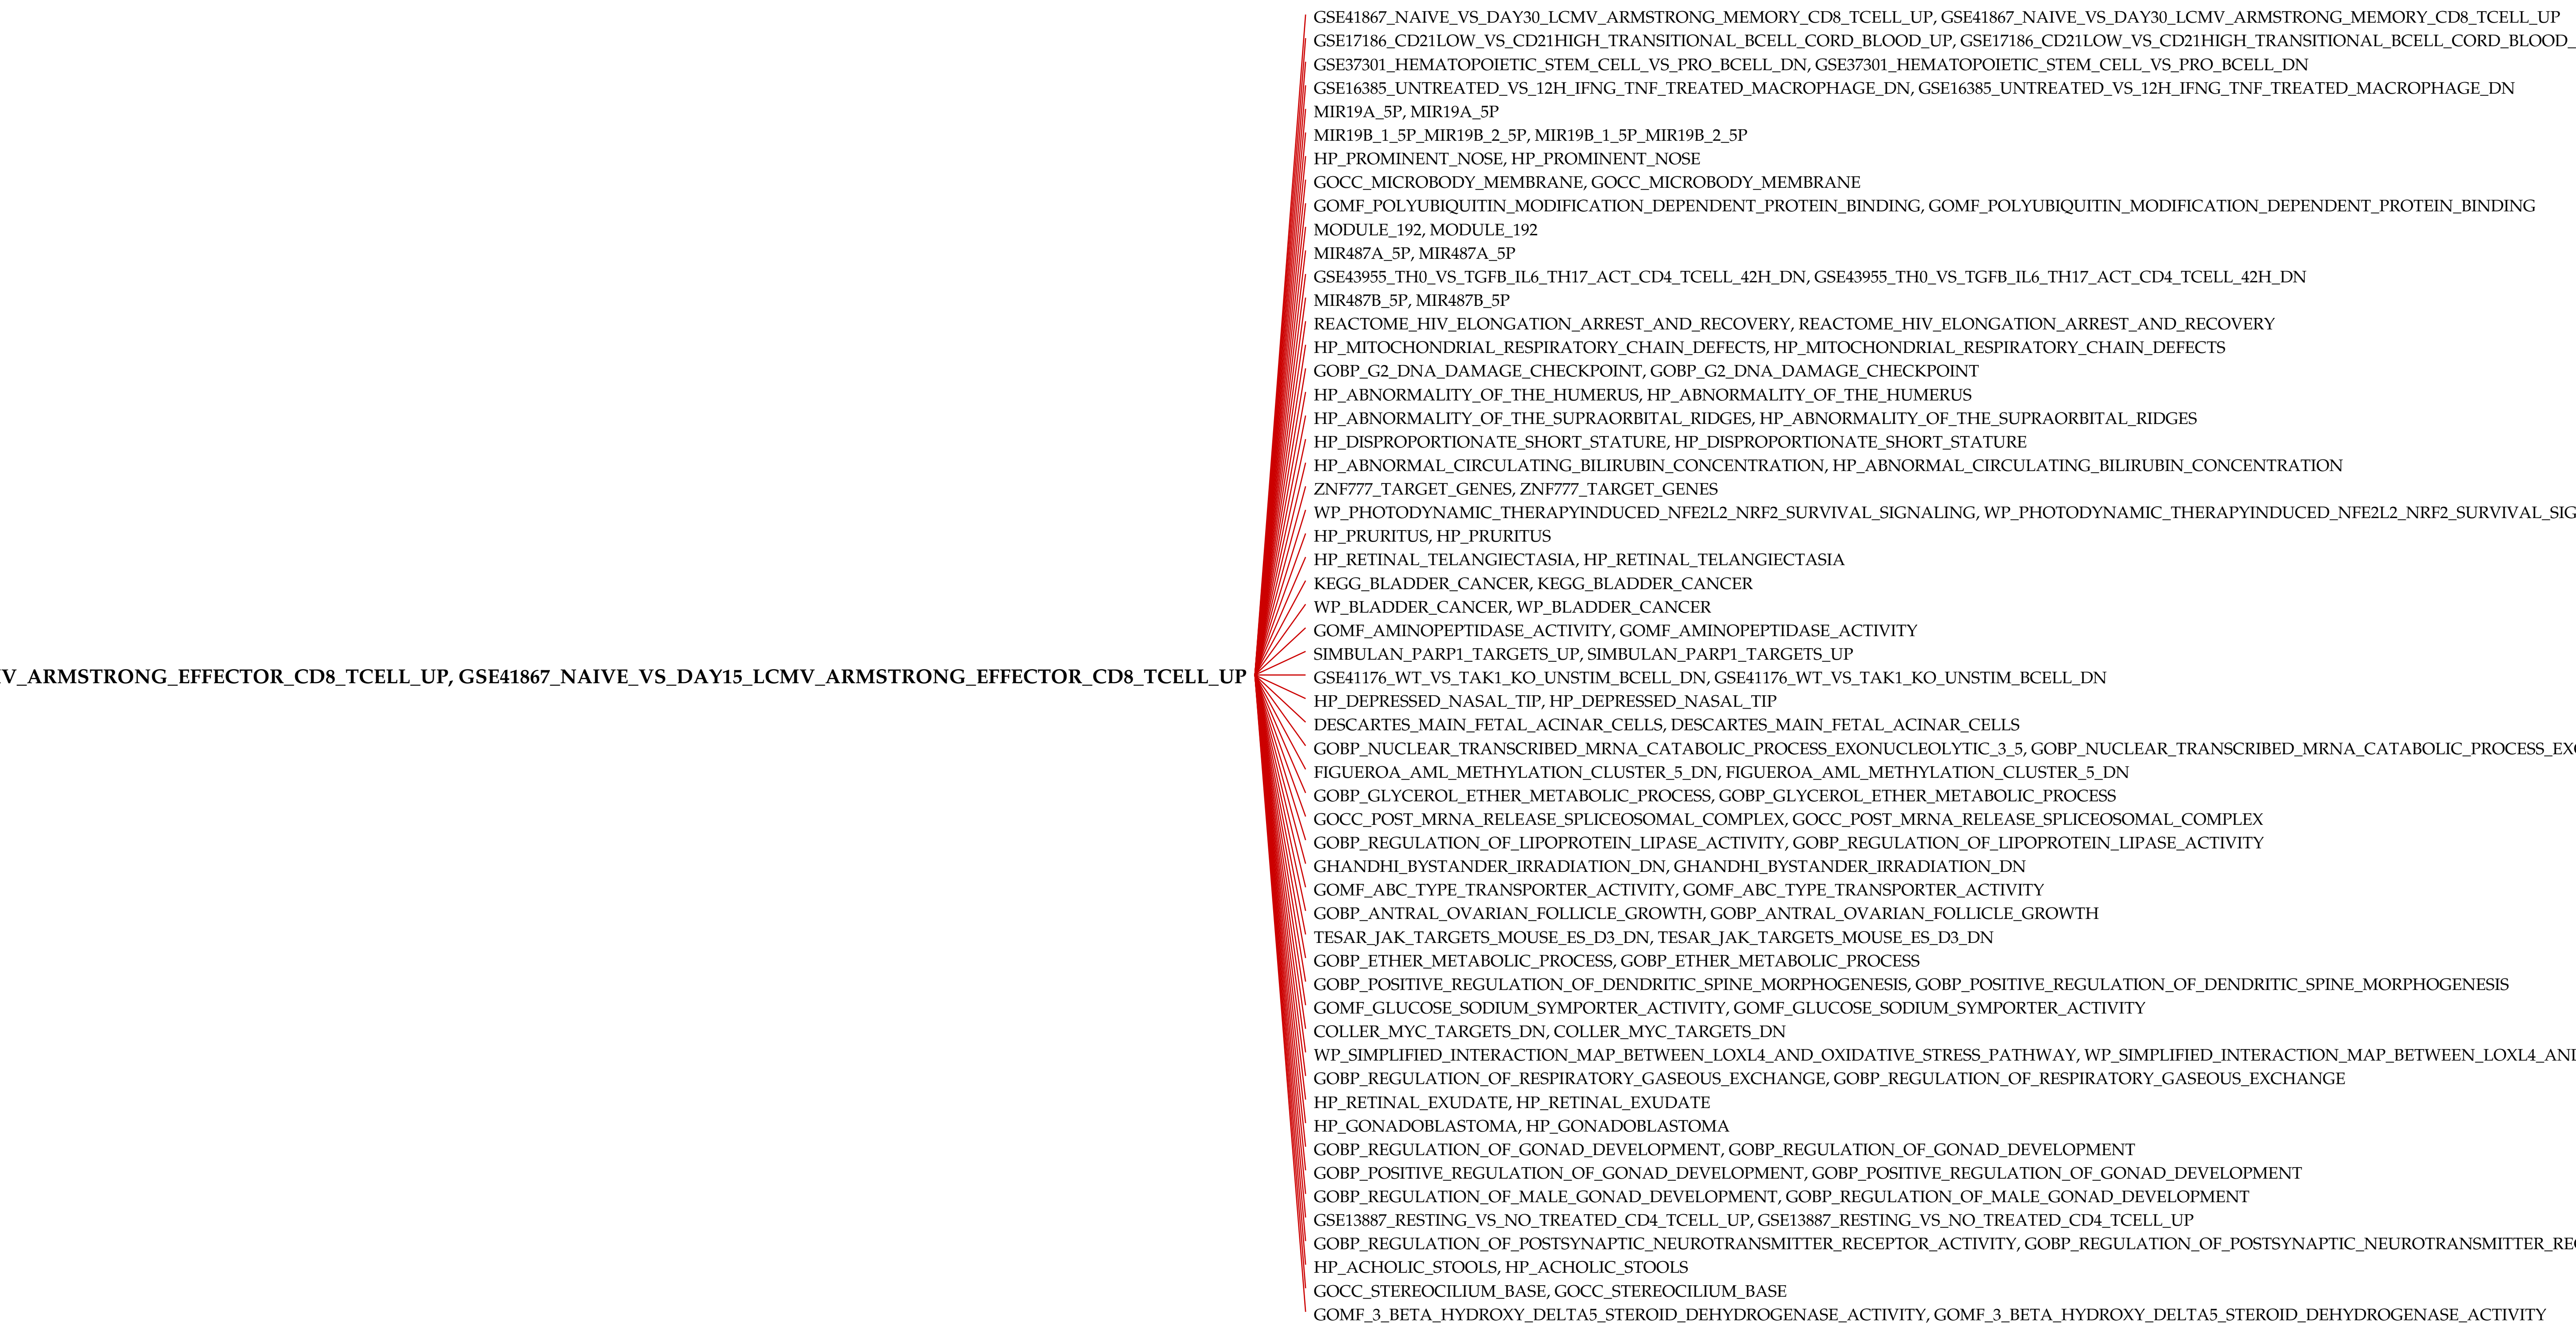 GSE41867_NAIVE_VS_DAY30_LCMV_ARMSTRONG_MEMORY_CD8_TCELL_UP, GSE41867_NAIVE_VS_DAY30_LCMV_ARMSTRONG_MEMORY_CD8_TCELL_UP
GSE17186_CD21LOW_VS_CD21HIGH_TRANSITIONAL_BCELL_CORD_BLOOD_UP, GSE17186_CD21LOW_VS_CD21HIGH_TRANSITIONAL_BCELL_CORD_BLOOD_
GSE37301_HEMATOPOIETIC_STEM_CELL_VS_PRO_BCELL_DN, GSE37301_HEMATOPOIETIC_STEM_CELL_VS_PRO_BCELL_DN
GSE16385_UNTREATED_VS_12H_IFNG_TNF_TREATED_MACROPHAGE_DN, GSE16385_UNTREATED_VS_12H_IFNG_TNF_TREATED_MACROPHAGE_DN
MIR19A_5P, MIR19A_5P
MIR19B_1_5P_MIR19B_2_5P, MIR19B_1_5P_MIR19B_2_5P
HP_PROMINENT_NOSE, HP_PROMINENT_NOSE
GOCC_MICROBODY_MEMBRANE, GOCC_MICROBODY_MEMBRANE
GOMF_POLYUBIQUITIN_MODIFICATION_DEPENDENT_PROTEIN_BINDING, GOMF_POLYUBIQUITIN_MODIFICATION_DEPENDENT_PROTEIN_BINDING
MODULE_192, MODULE_192
MIR487A_5P, MIR487A_5P
GSE43955_TH0_VS_TGFB_IL6_TH17_ACT_CD4_TCELL_42H_DN, GSE43955_TH0_VS_TGFB_IL6_TH17_ACT_CD4_TCELL_42H_DN
MIR487B_5P, MIR487B_5P
REACTOME_HIV_ELONGATION_ARREST_AND_RECOVERY, REACTOME_HIV_ELONGATION_ARREST_AND_RECOVERY
HP_MITOCHONDRIAL_RESPIRATORY_CHAIN_DEFECTS, HP_MITOCHONDRIAL_RESPIRATORY_CHAIN_DEFECTS
GOBP_G2_DNA_DAMAGE_CHECKPOINT, GOBP_G2_DNA_DAMAGE_CHECKPOINT
HP_ABNORMALITY_OF_THE_HUMERUS, HP_ABNORMALITY_OF_THE_HUMERUS
HP_ABNORMALITY_OF_THE_SUPRAORBITAL_RIDGES, HP_ABNORMALITY_OF_THE_SUPRAORBITAL_RIDGES
HP_DISPROPORTIONATE_SHORT_STATURE, HP_DISPROPORTIONATE_SHORT_STATURE
HP_ABNORMAL_CIRCULATING_BILIRUBIN_CONCENTRATION, HP_ABNORMAL_CIRCULATING_BILIRUBIN_CONCENTRATION
ZNF777_TARGET_GENES, ZNF777_TARGET_GENES
WP_PHOTODYNAMIC_THERAPYINDUCED_NFE2L2_NRF2_SURVIVAL_SIGNALING, WP_PHOTODYNAMIC_THERAPYINDUCED_NFE2L2_NRF2_SURVIVAL_SIG
HP_PRURITUS, HP_PRURITUS
HP_RETINAL_TELANGIECTASIA, HP_RETINAL_TELANGIECTASIA
KEGG_BLADDER_CANCER, KEGG_BLADDER_CANCER
WP_BLADDER_CANCER, WP_BLADDER_CANCER
GOMF_AMINOPEPTIDASE_ACTIVITY, GOMF_AMINOPEPTIDASE_ACTIVITY
SIMBULAN_PARP1_TARGETS_UP, SIMBULAN_PARP1_TARGETS_UP
V_ARMSTRONG_EFFECTOR_CD8_TCELL_UP, GSE41867_NAIVE_VS_DAY15_LCMV_ARMSTRONG_EFFECTOR_CD8_TCELL_UP
GSE41176_WT_VS_TAK1_KO_UNSTIM_BCELL_DN, GSE41176_WT_VS_TAK1_KO_UNSTIM_BCELL_DN
HP_DEPRESSED_NASAL_TIP, HP_DEPRESSED_NASAL_TIP
DESCARTES_MAIN_FETAL_ACINAR_CELLS, DESCARTES_MAIN_FETAL_ACINAR_CELLS
GOBP_NUCLEAR_TRANSCRIBED_MRNA_CATABOLIC_PROCESS_EXONUCLEOLYTIC_3_5, GOBP_NUCLEAR_TRANSCRIBED_MRNA_CATABOLIC_PROCESS_EX
FIGUEROA_AML_METHYLATION_CLUSTER_5_DN, FIGUEROA_AML_METHYLATION_CLUSTER_5_DN
GOBP_GLYCEROL_ETHER_METABOLIC_PROCESS, GOBP_GLYCEROL_ETHER_METABOLIC_PROCESS
GOCC_POST_MRNA_RELEASE_SPLICEOSOMAL_COMPLEX, GOCC_POST_MRNA_RELEASE_SPLICEOSOMAL_COMPLEX
GOBP_REGULATION_OF_LIPOPROTEIN_LIPASE_ACTIVITY, GOBP_REGULATION_OF_LIPOPROTEIN_LIPASE_ACTIVITY
GHANDHI_BYSTANDER_IRRADIATION_DN, GHANDHI_BYSTANDER_IRRADIATION_DN
GOMF_ABC_TYPE_TRANSPORTER_ACTIVITY, GOMF_ABC_TYPE_TRANSPORTER_ACTIVITY
GOBP_ANTRAL_OVARIAN_FOLLICLE_GROWTH, GOBP_ANTRAL_OVARIAN_FOLLICLE_GROWTH
TESAR_JAK_TARGETS_MOUSE_ES_D3_DN, TESAR_JAK_TARGETS_MOUSE_ES_D3_DN
GOBP_ETHER_METABOLIC_PROCESS, GOBP_ETHER_METABOLIC_PROCESS
GOBP_POSITIVE_REGULATION_OF_DENDRITIC_SPINE_MORPHOGENESIS, GOBP_POSITIVE_REGULATION_OF_DENDRITIC_SPINE_MORPHOGENESIS
GOMF_GLUCOSE_SODIUM_SYMPORTER_ACTIVITY, GOMF_GLUCOSE_SODIUM_SYMPORTER_ACTIVITY
COLLER_MYC_TARGETS_DN, COLLER_MYC_TARGETS_DN
WP_SIMPLIFIED_INTERACTION_MAP_BETWEEN_LOXL4_AND_OXIDATIVE_STRESS_PATHWAY, WP_SIMPLIFIED_INTERACTION_MAP_BETWEEN_LOXL4_AN
GOBP_REGULATION_OF_RESPIRATORY_GASEOUS_EXCHANGE, GOBP_REGULATION_OF_RESPIRATORY_GASEOUS_EXCHANGE
HP_RETINAL_EXUDATE, HP_RETINAL_EXUDATE
HP_GONADOBLASTOMA, HP_GONADOBLASTOMA
GOBP_REGULATION_OF_GONAD_DEVELOPMENT, GOBP_REGULATION_OF_GONAD_DEVELOPMENT
GOBP_POSITIVE_REGULATION_OF_GONAD_DEVELOPMENT, GOBP_POSITIVE_REGULATION_OF_GONAD_DEVELOPMENT
GOBP_REGULATION_OF_MALE_GONAD_DEVELOPMENT, GOBP_REGULATION_OF_MALE_GONAD_DEVELOPMENT
GSE13887_RESTING_VS_NO_TREATED_CD4_TCELL_UP, GSE13887_RESTING_VS_NO_TREATED_CD4_TCELL_UP
GOBP_REGULATION_OF_POSTSYNAPTIC_NEUROTRANSMITTER_RECEPTOR_ACTIVITY, GOBP_REGULATION_OF_POSTSYNAPTIC_NEUROTRANSMITTER_RE
HP_ACHOLIC_STOOLS, HP_ACHOLIC_STOOLS
GOCC_STEREOCILIUM_BASE, GOCC_STEREOCILIUM_BASE
GOMF_3_BETA_HYDROXY_DELTA5_STEROID_DEHYDROGENASE_ACTIVITY, GOMF_3_BETA_HYDROXY_DELTA5_STEROID_DEHYDROGENASE_ACTIVITY